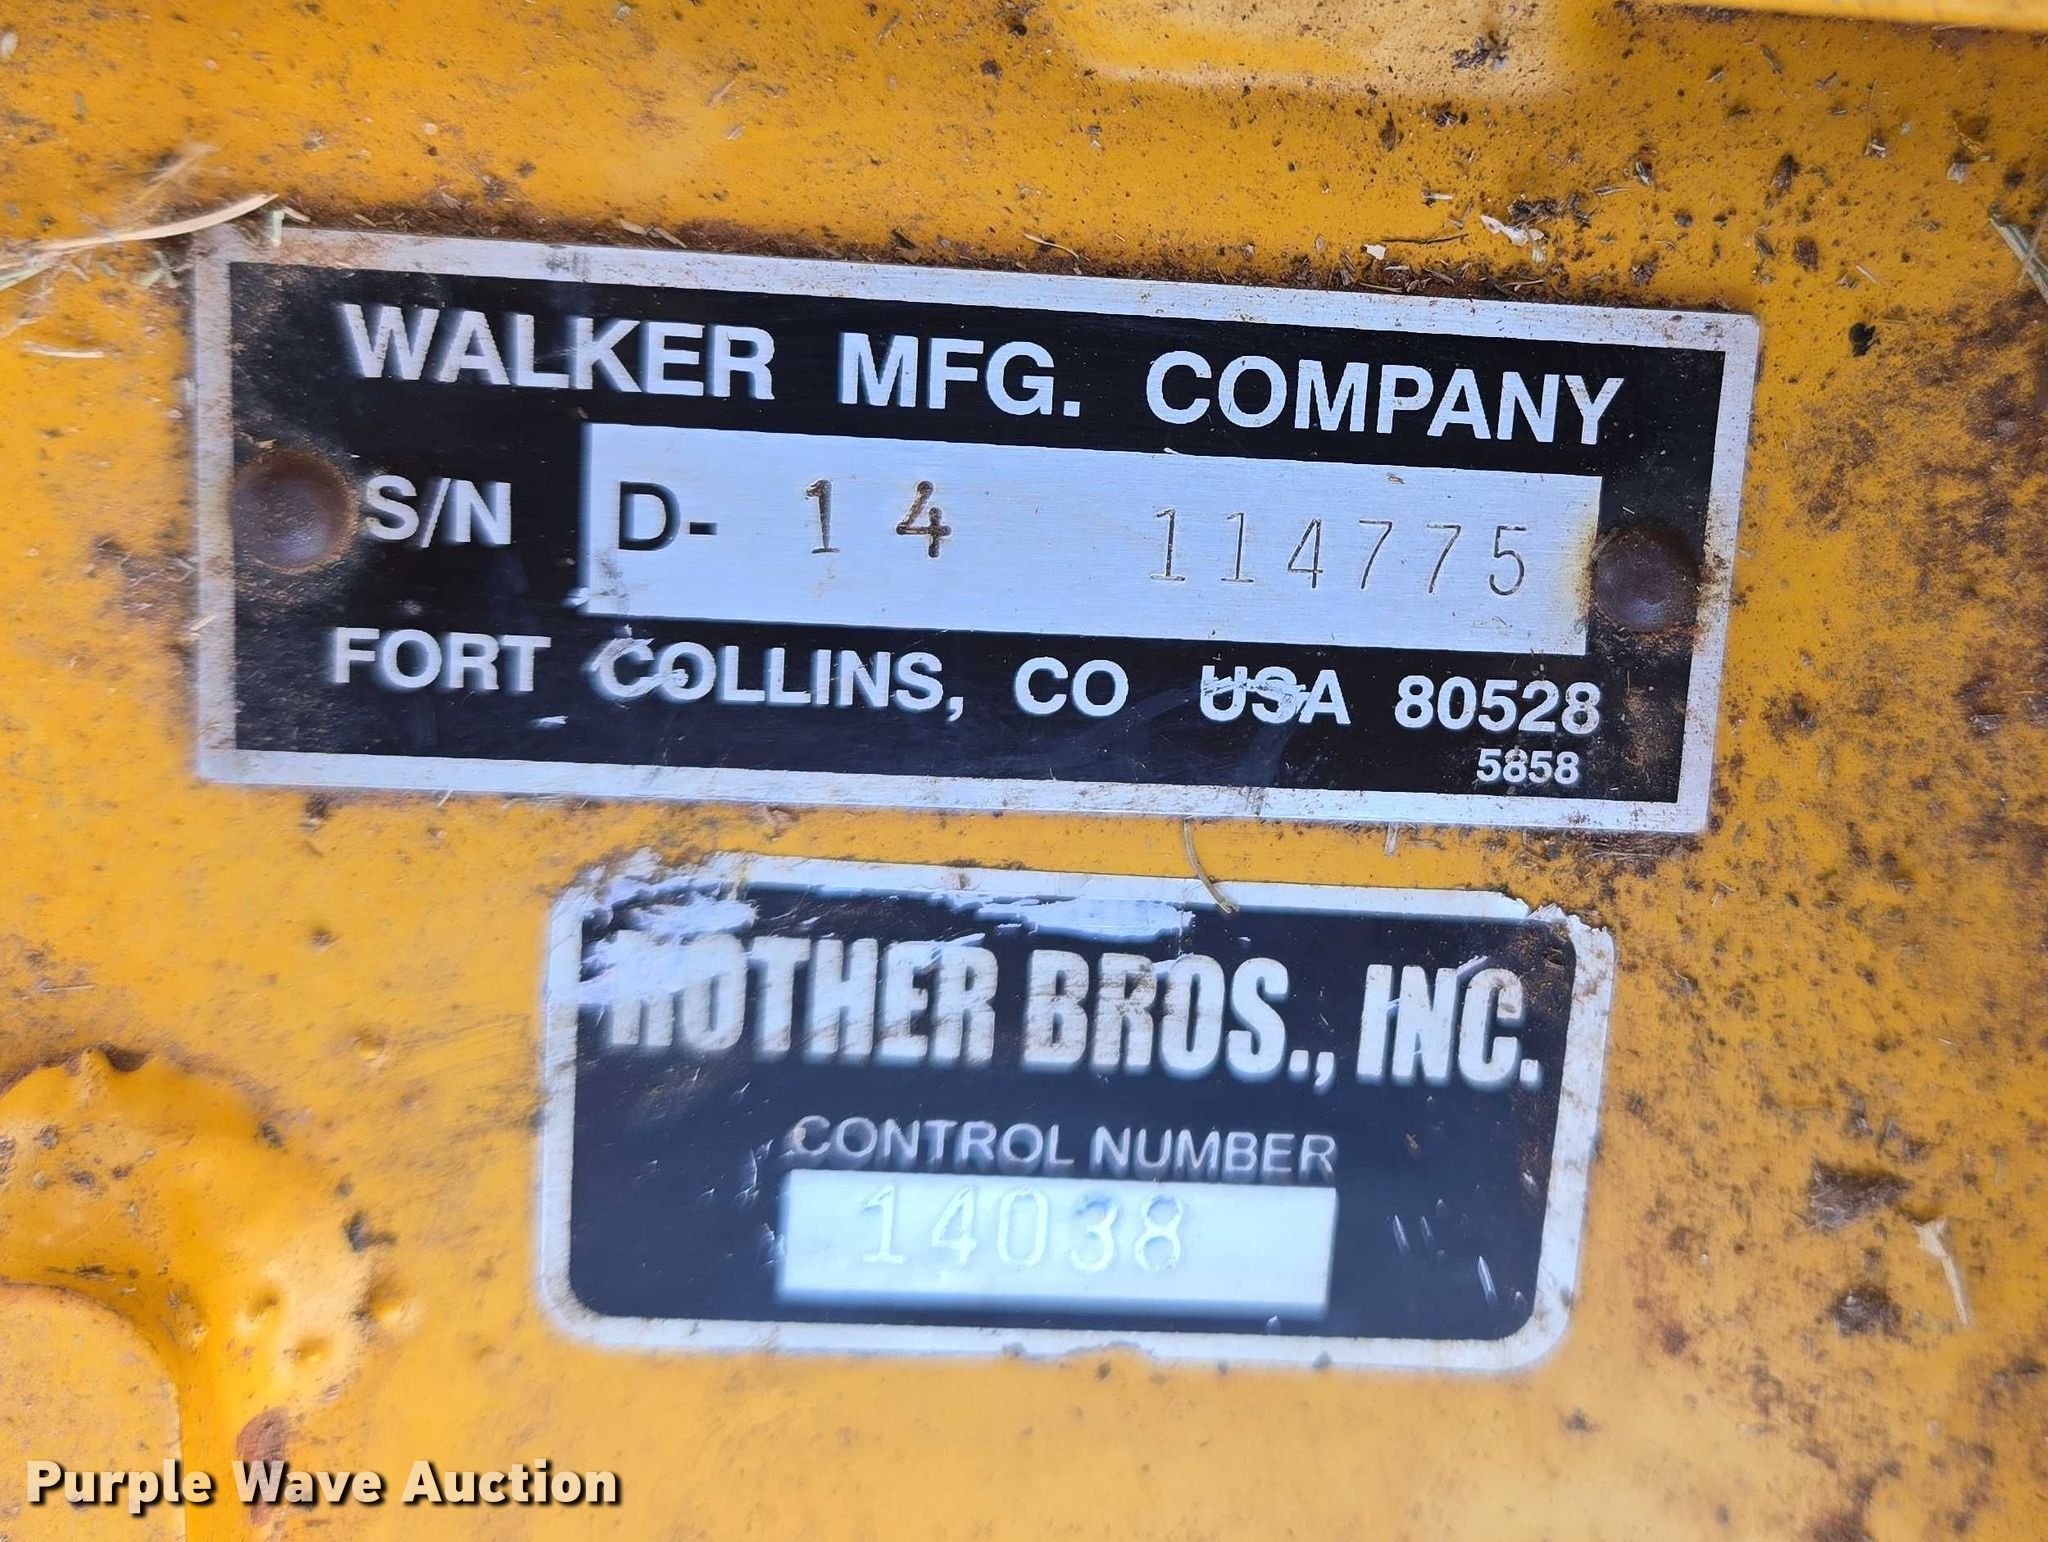 WALKER MFG. COMPANY
S/N D- 14 114775
FORT COLLINS, CO USA 80528
5858
ROTHER BROS., INC.
CONTROL NUMBER
14038
Purple Wave Auction